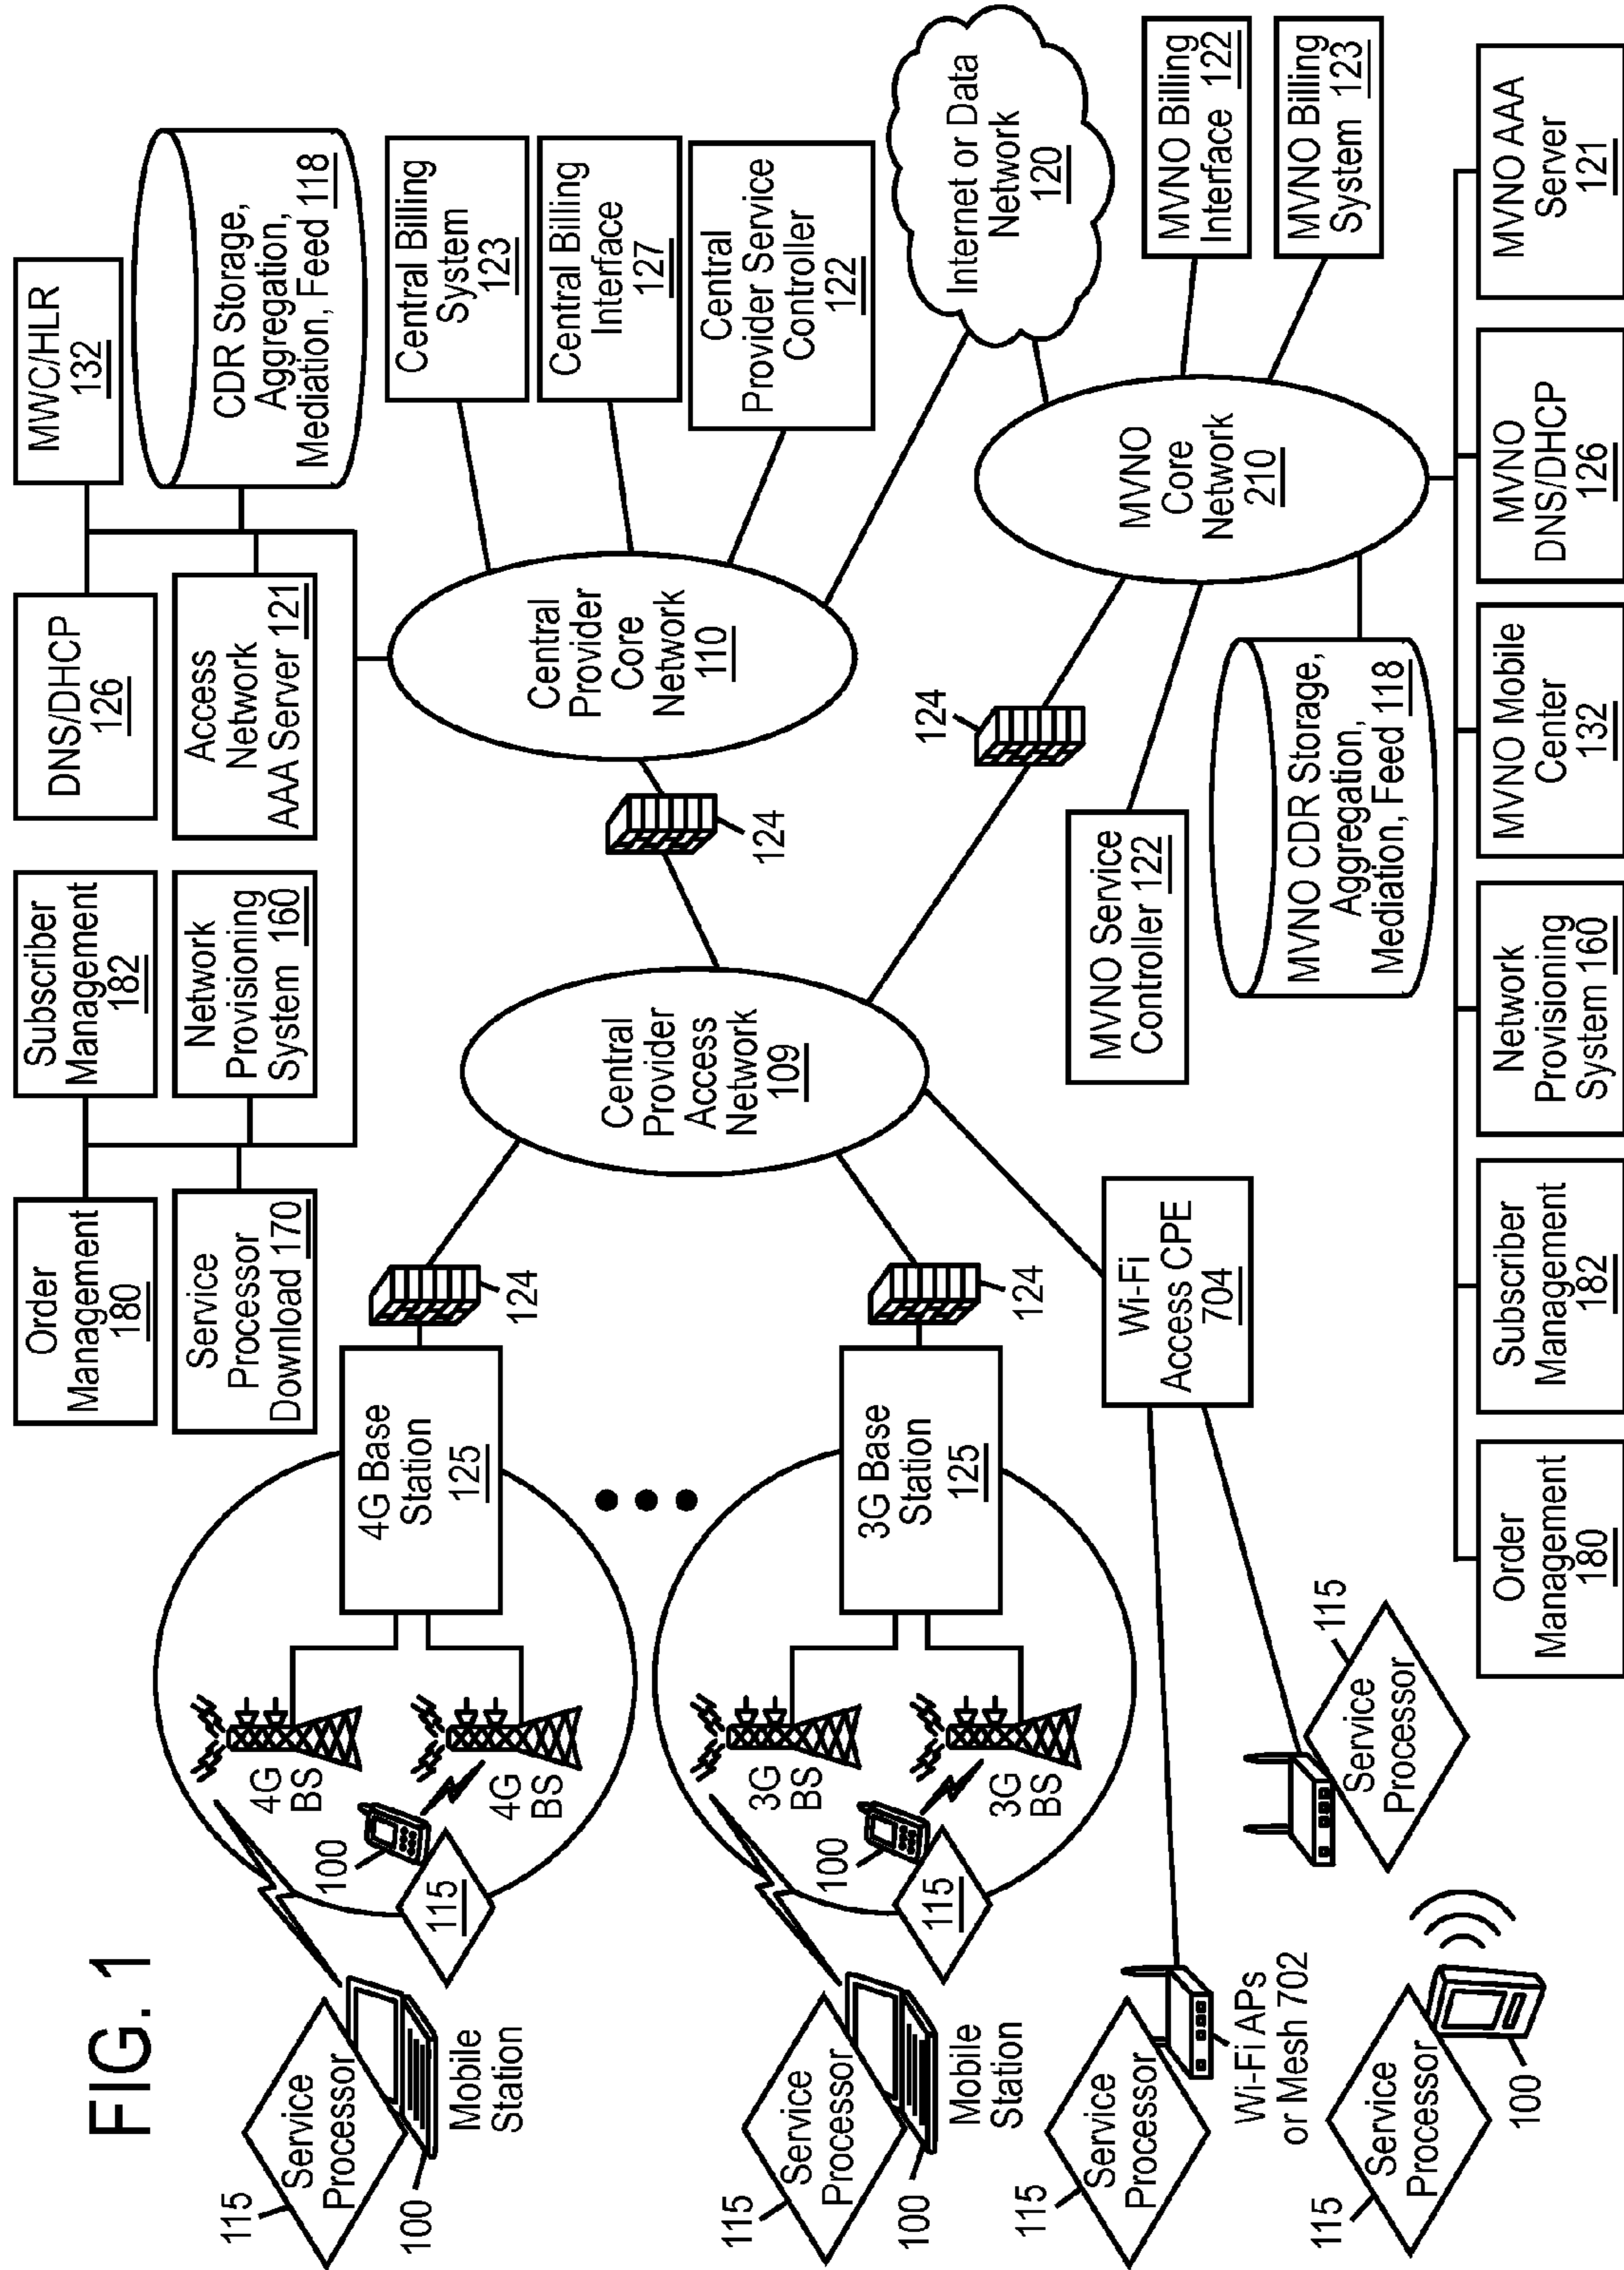 FIG. 1
Order
Management
180
Subscriber
Management
182
DNS/DHCP
126
MWC/HLR
132
Service
Processor
Download 170
Network
Provisioning
System 160
Access
Network
AAA Server 121
CDR Storage,
Aggregation,
Mediation, Feed 118
115
Service
Processor
100
Mobile
Station
100
115
4G
BS
4G
BS
4G Base
Station
125
124
Central
Provider
Access
Network
109
124
Central
Provider
Core
Network
110
Central Billing
System
123
Central Billing
Interface
127
Central
Provider Service
Controller
122
115
Service
Processor
100
Mobile
Station
100
115
3G
BS
3G
BS
3G Base
Station
125
124
124
Internet or Data
Network
120
115
Service
Processor
Wi-Fi APs
or Mesh 702
Wi-Fi
Access CPE
704
MVNO Service
Controller 122
MVNO
Core
Network
210
MVNO Billing
Interface 122
MVNO Billing
System 123
115
Service
Processor
100
115
Service
Processor
MVNO CDR Storage,
Aggregation,
Mediation, Feed 118
Order
Management
180
Subscriber
Management
182
Network
Provisioning
System 160
MVNO Mobile
Center
132
MVNO
DNS/DHCP
126
MVNO AAA
Server
121